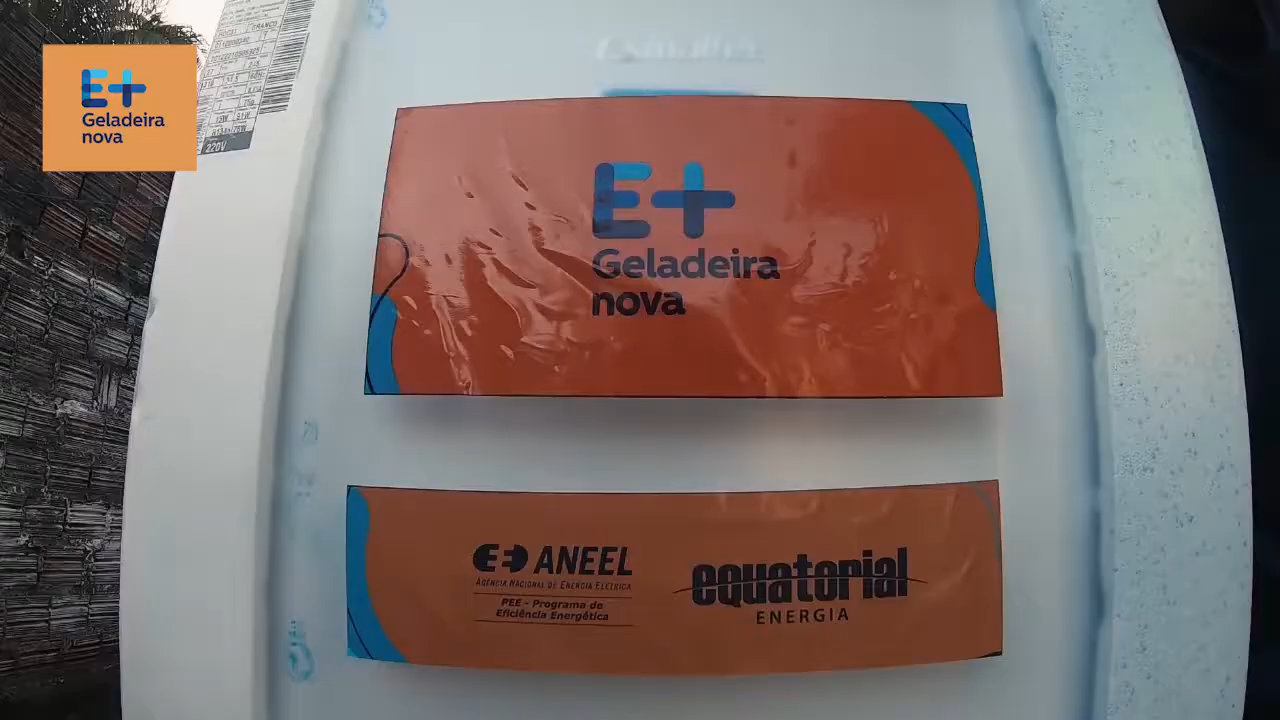 E+
Geladeira
nova
220V
E+
Geladeira
nova
ANEEL
AGÊNCIA NACIONAL DE ENERGIA ELÉTRICA
PEE - Programa de
Eficiência Energética
equatorial
ENERGIA